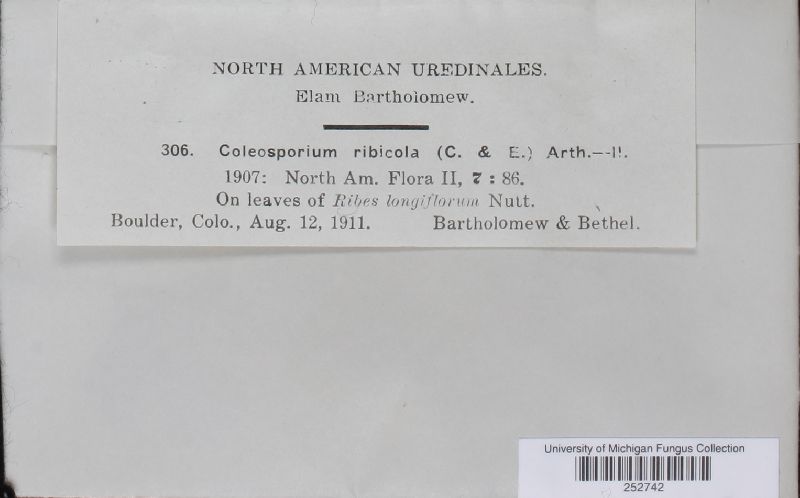 NORTH AMERICAN UREDINALES.
Elam Bartholomew.
306. Coleosporium ribicola (C. & E.) Arth.--II.
1907: North Am. Flora II, 7 : 86.
On leaves of Ribes longiflorum Nutt.
Boulder, Colo., Aug. 12, 1911. Bartholomew & Bethel.
University of Michigan Fungus Collection
252742